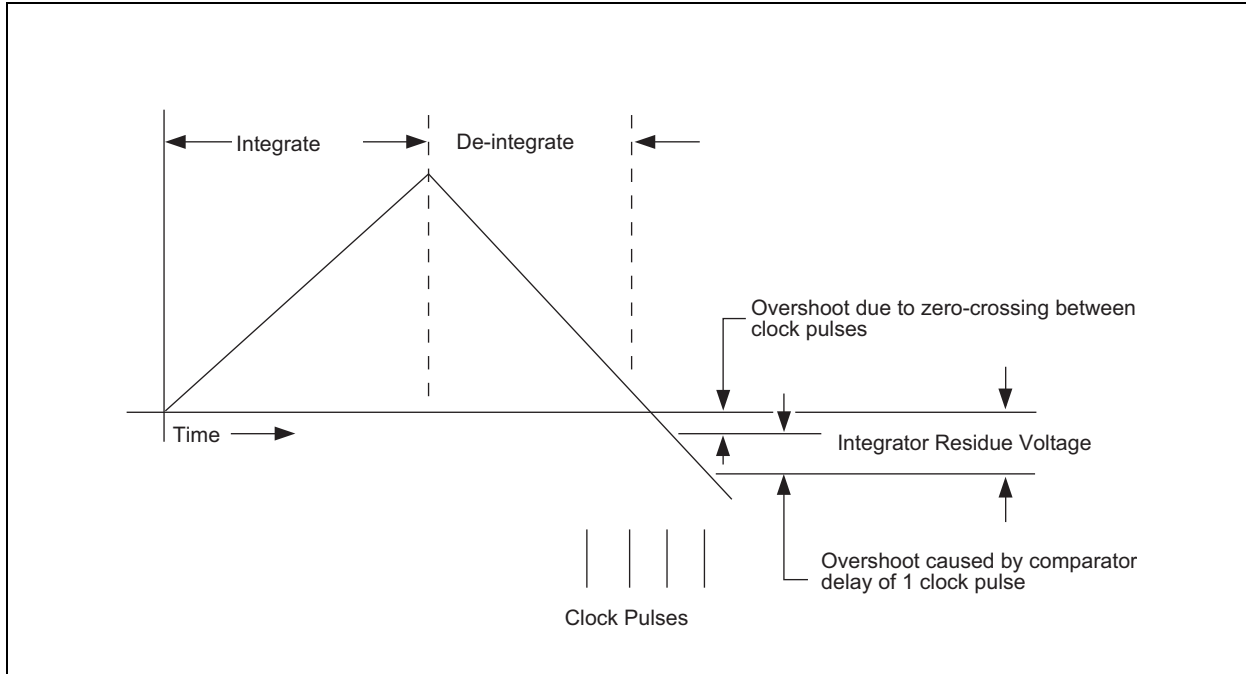 Integrate
De-integrate
Overshoot due to zero-crossing between
clock pulses
Time
Integrator Residue Voltage
Overshoot caused by comparator
delay of 1 clock pulse
Clock Pulses